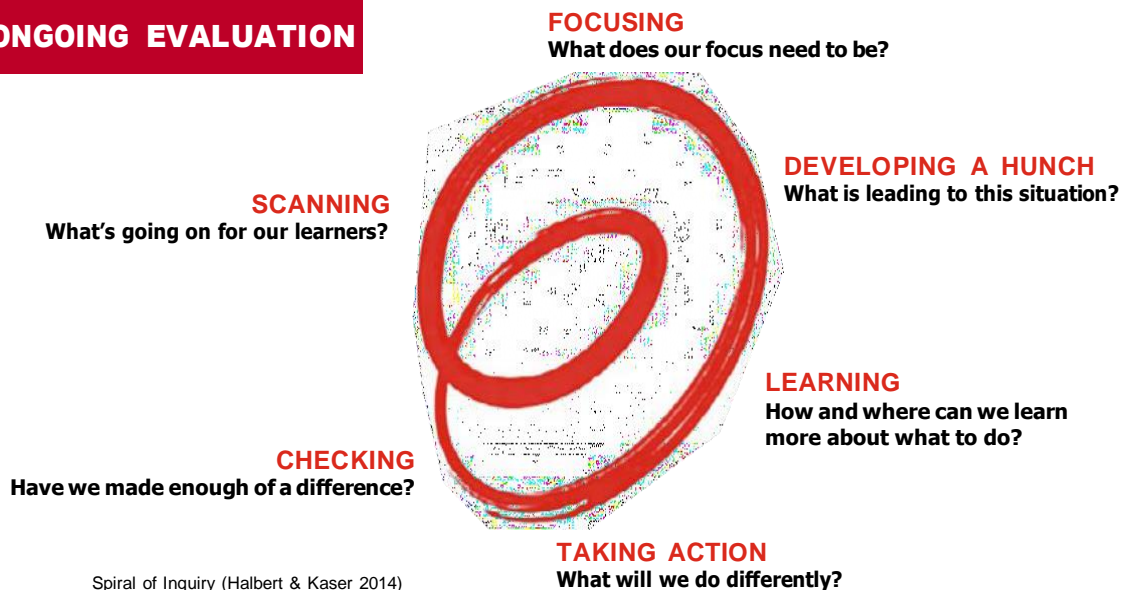 ONGOING EVALUATION
FOCUSING
What does our focus need to be?
DEVELOPING A HUNCH
What is leading to this situation?
SCANNING
What's going on for our learners?
LEARNING
How and where can we learn
more about what to do?
CHECKING
Have we made enough of a difference?
TAKING ACTION
What will we do differently?
Spiral of Inquiry (Halbert & Kaser 2014)